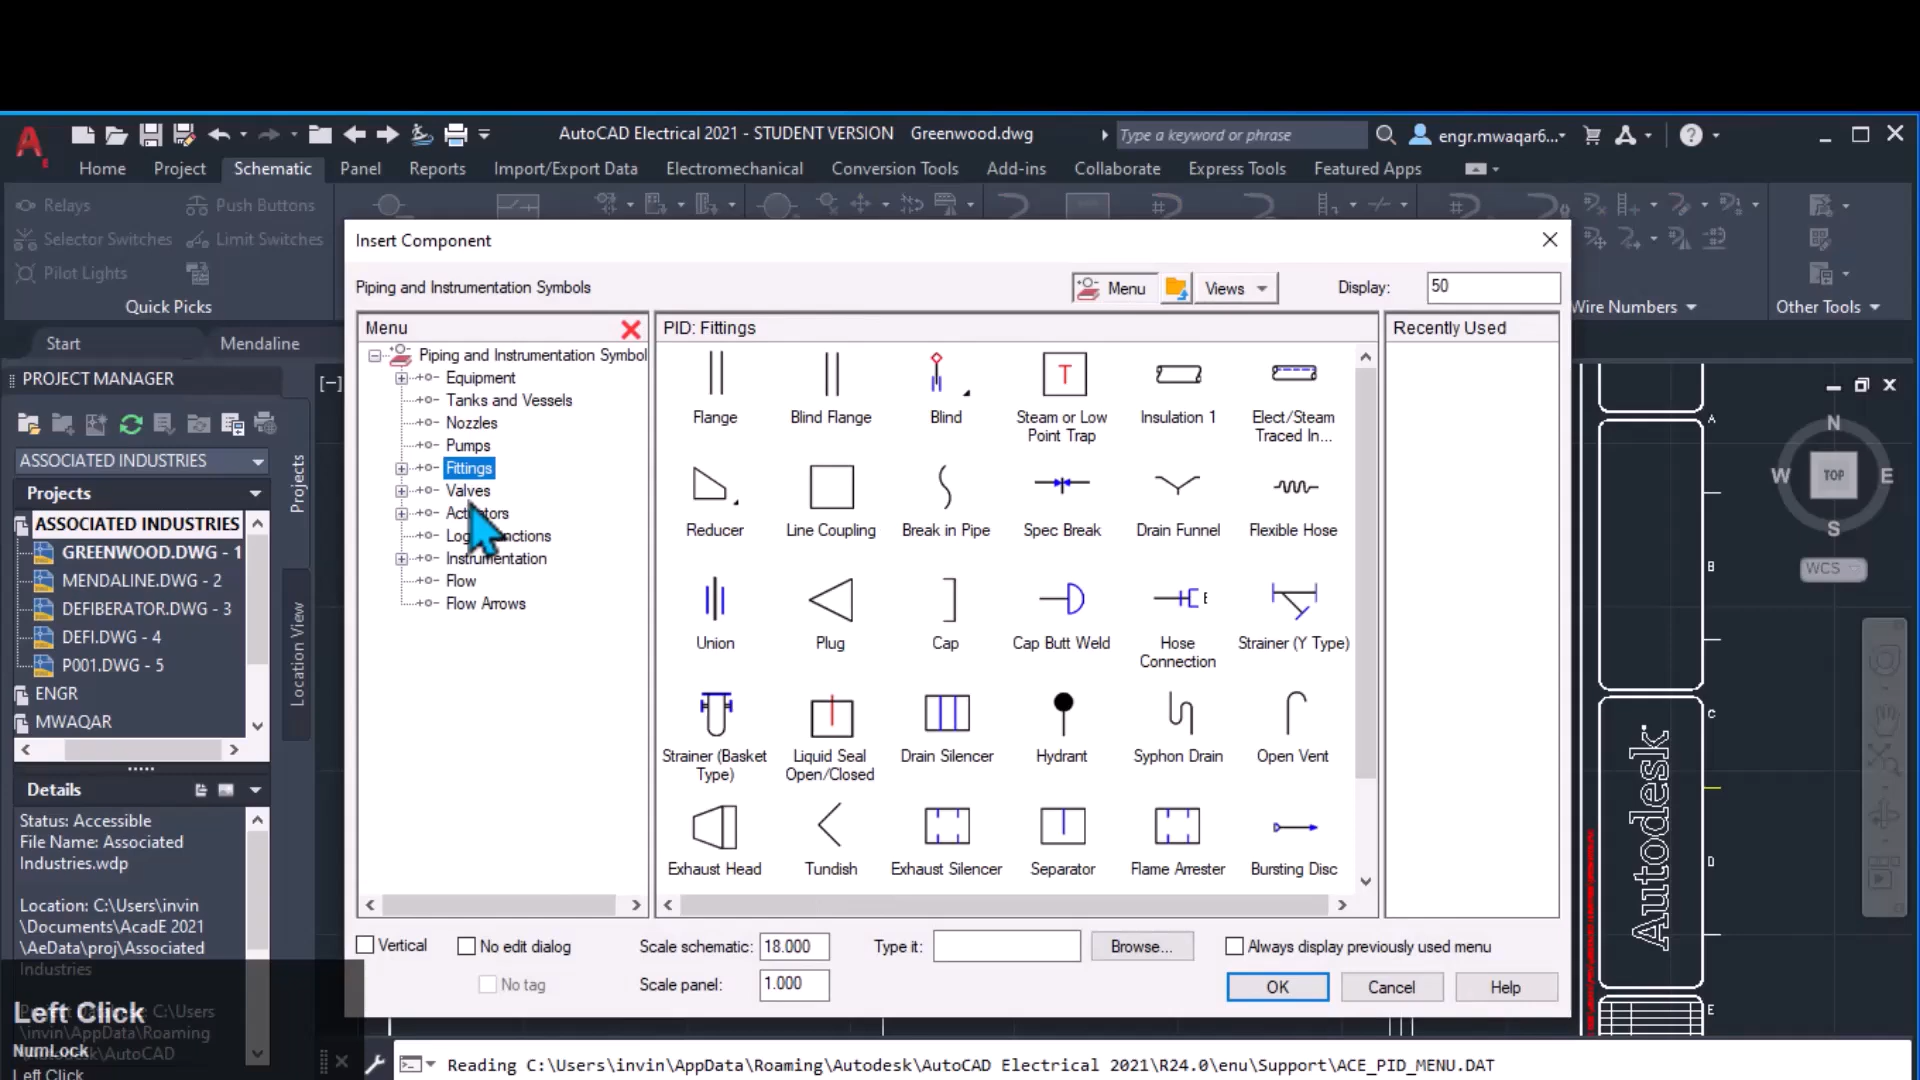 AutoCAD Electrical 2021 - STUDENT VERSION Greenwood.dwg
Type a keyword or phrase
engr.mwaqar6...
Home Project Schematic Panel Reports Import/Export Data Electromechanical Conversion Tools Add-ins Collaborate Express Tools Featured Apps
Relays Push Buttons
Selector Switches Limit Switches
Pilot Lights
Quick Picks
Wire Numbers
Other Tools
Start Mendaline
PROJECT MANAGER
ASSOCIATED INDUSTRIES
Projects
ASSOCIATED INDUSTRIES
GREENWOOD.DWG - 1
MENDALINE.DWG - 2
DEFIBERATOR.DWG - 3
DEFI.DWG - 4
P001.DWG - 5
ENGR
MWAQAR
Projects
Location View
Details
Status: Accessible
File Name: Associated
Industries.wdp
Location: C:\Users\invin
\Documents\AcadE 2021
\AeData\proj\Associated
Industries
C:\Users
\invin\AppData\Roaming
\AutoCAD
Left Click
NumLock
Left Click
Insert Component
Piping and Instrumentation Symbols
Menu Views Display: 50
Menu
Piping and Instrumentation Symbol
Equipment
Tanks and Vessels
Nozzles
Pumps
Fittings
Valves
Instrumentation
Flow
Flow Arrows
PID: Fittings
Flange
Blind Flange
Blind
Steam or Low
Point Trap
T
Insulation 1
Elect/Steam
Traced In...
Reducer
Line Coupling
Break in Pipe
Spec Break
Drain Funnel
Flexible Hose
Union
Plug
Cap
Cap Butt Weld
Hose
Connection
E
Strainer (Y Type)
Strainer (Basket
Type)
Liquid Seal
Open/Closed
Drain Silencer
Hydrant
Syphon Drain
Open Vent
Exhaust Head
Tundish
Exhaust Silencer
Separator
Flame Arrester
Bursting Disc
Recently Used
Vertical
No edit dialog
No tag
Scale schematic: 18.000
Scale panel: 1.000
Type it:
Browse...
Always display previously used menu
OK Cancel Help
[−]
N
W TOP E
S
WCS
A
B
C
D
E
Autodesk
Reading C:\Users\invin\AppData\Roaming\Autodesk\AutoCAD Electrical 2021\R24.0\enu\Support\ACE_PID_MENU.DAT